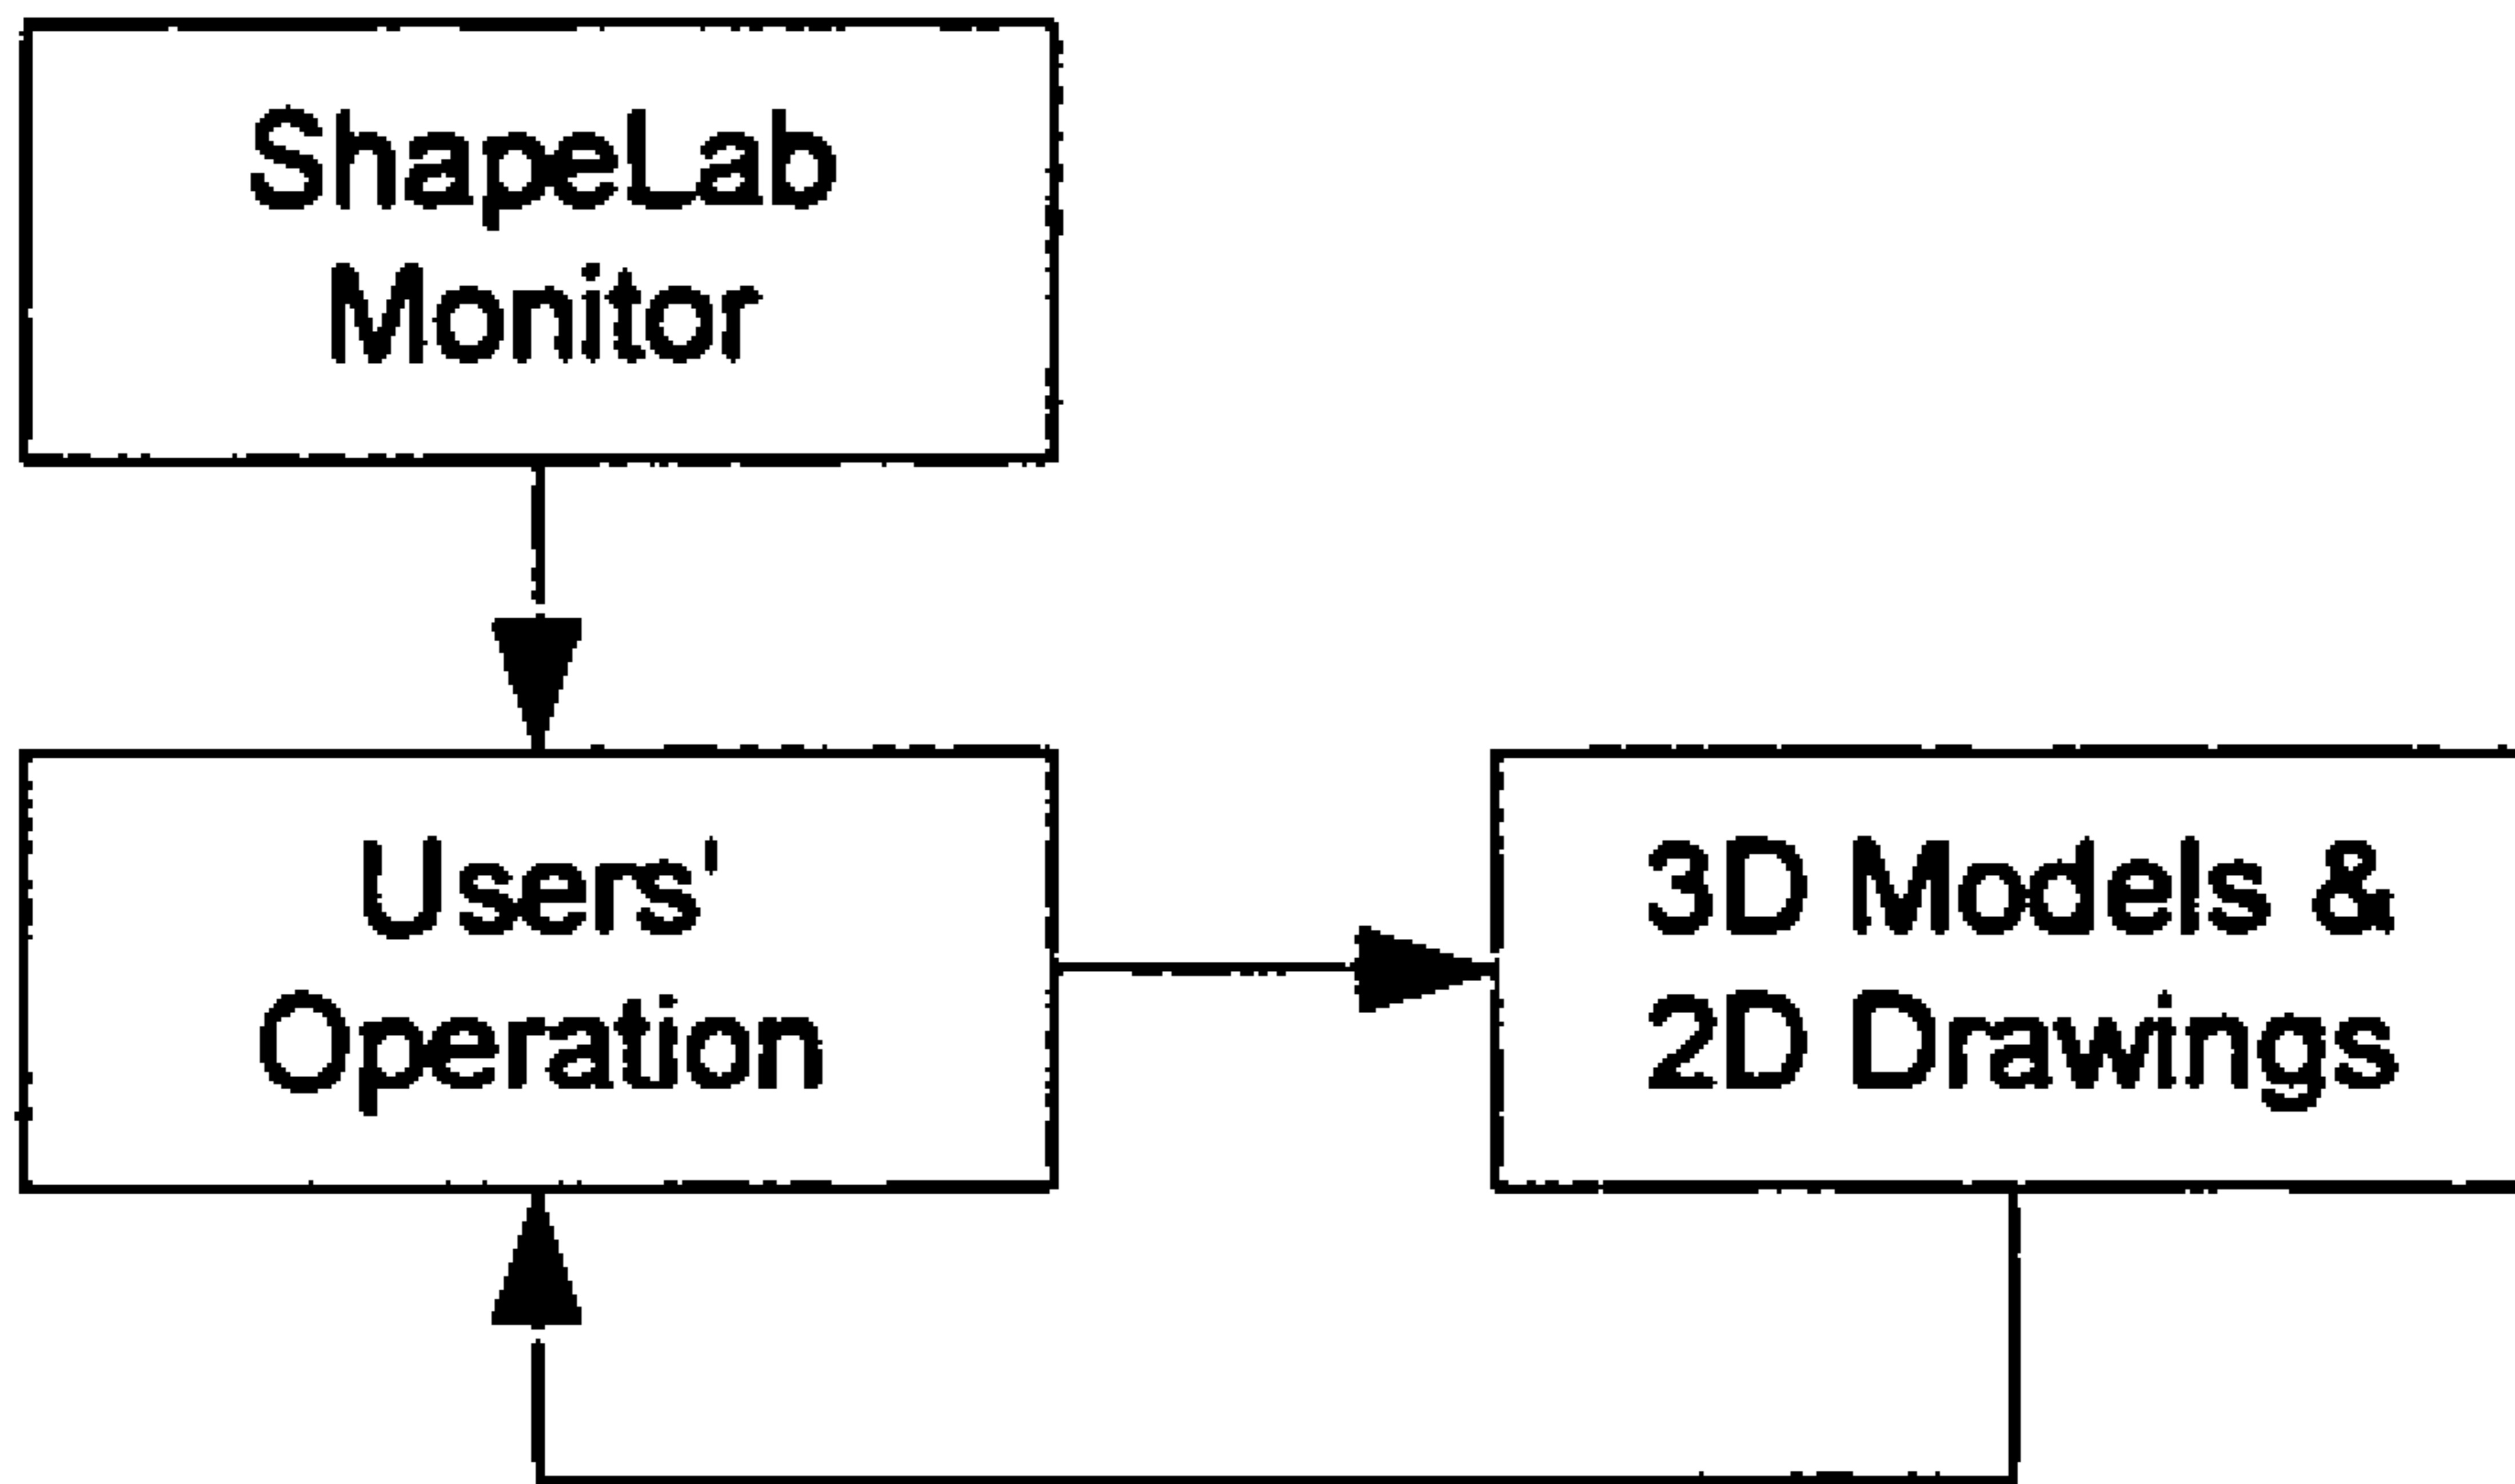 ShapeLab
Monitor
Users'
Operation
3D Models &
2D Drawings